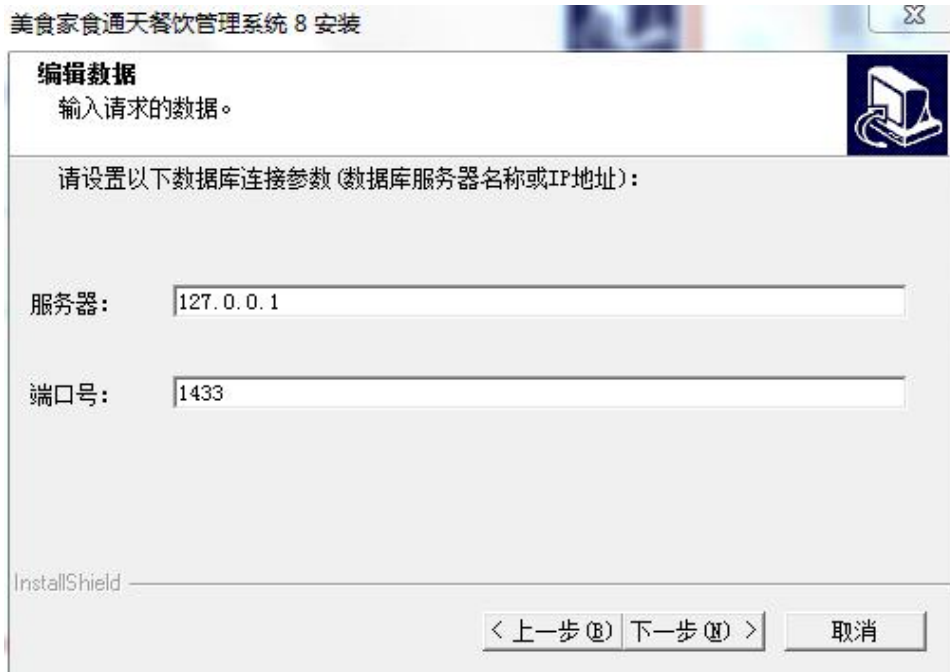 美食家食通天餐饮管理系统 8 安装
编辑数据
输入请求的数据。
请设置以下数据库连接参数(数据库服务器名称或IP地址):
服务器: 127.0.0.1
端口号: 1433
InstallShield
< 上一步(B) 下一步(N) > 取消